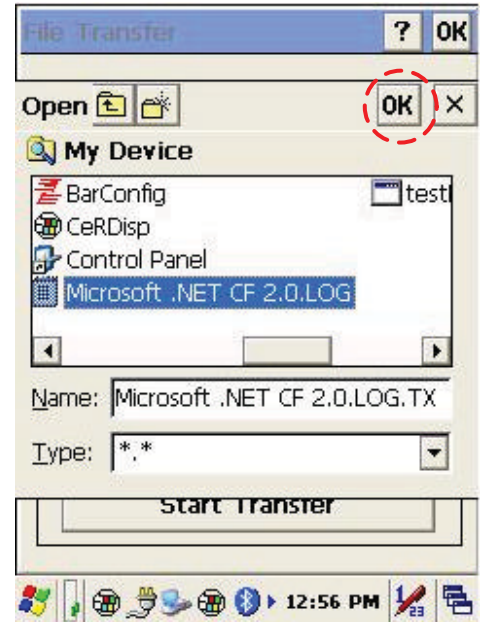 File Transfer ? OK
Open OK ×
My Device
BarConfig
testl
CeRDisp
Control Panel
Microsoft .NET CF 2.0.LOG
Name: Microsoft .NET CF 2.0.LOG.TX
Type: *.*
Start Transfer
12:56 PM
23